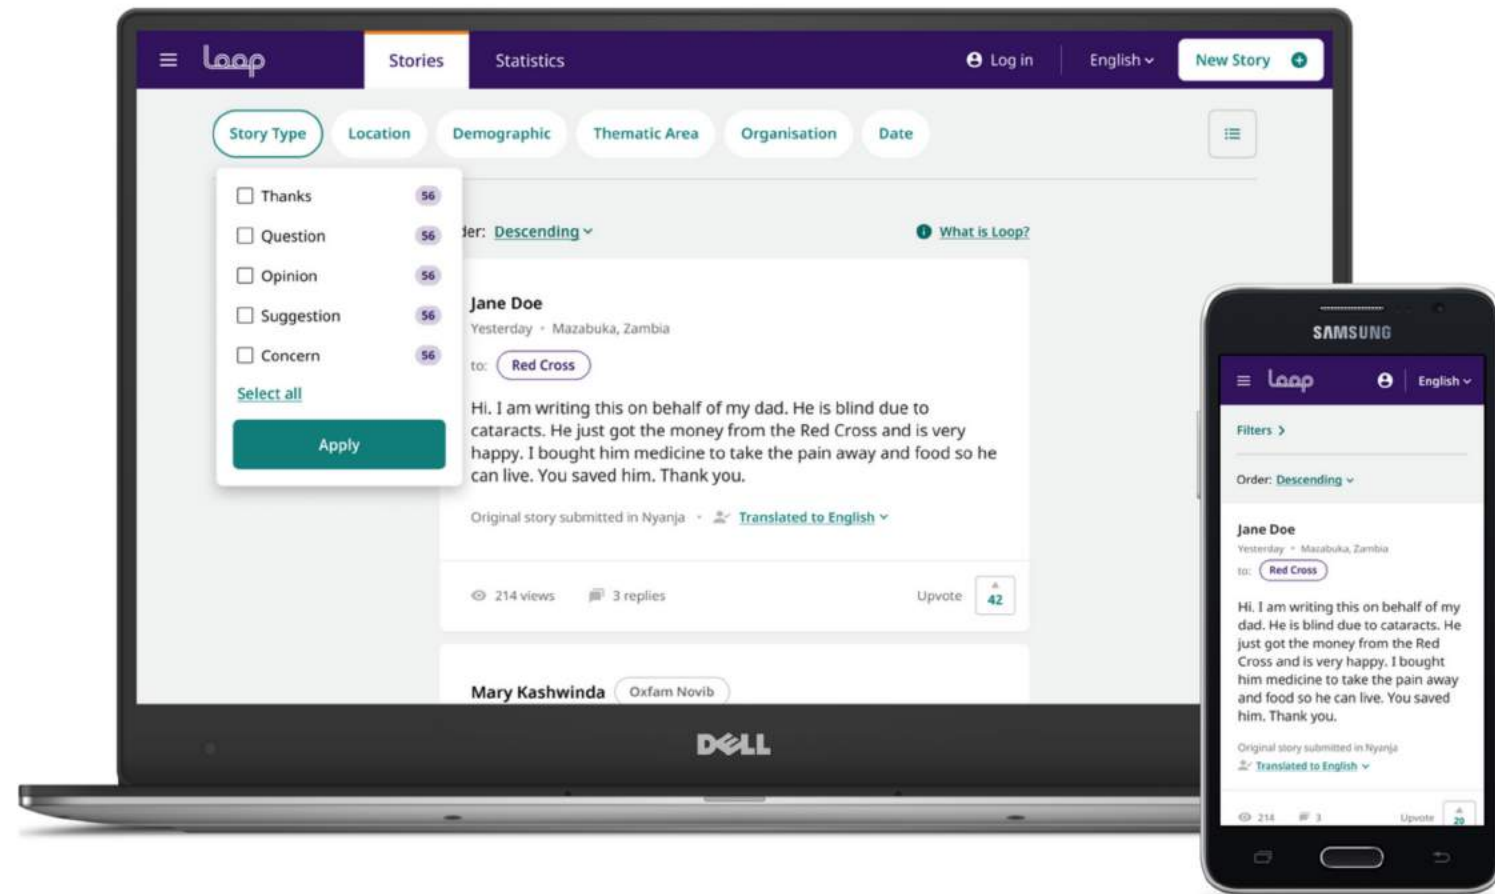 Loop
Stories
Statistics
Log in
English
New Story
Story Type
Location
Demographic
Thematic Area
Organisation
Date
Thanks 56
Question 56
Opinion 56
Suggestion 56
Concern 56
Select all
Apply
der: Descending
What is Loop?
Jane Doe
Yesterday • Mazabuka, Zambia
to: Red Cross
Hi. I am writing this on behalf of my dad. He is blind due to
cataracts. He just got the money from the Red Cross and is very
happy. I bought him medicine to take the pain away and food so he
can live. You saved him. Thank you.
Original story submitted in Nyanja • Translated to English
214 views
3 replies
Upvote 42
Mary Kashwinda Oxfam Novib
DELL
SAMSUNG
Loop
English
Filters >
Order: Descending
Jane Doe
Yesterday • Mazabuka, Zambia
to: Red Cross
Hi. I am writing this on behalf of my
dad. He is blind due to cataracts. He
just got the money from the Red
Cross and is very happy. I bought
him medicine to take the pain away
and food so he can live. You saved
him. Thank you.
Original story submitted in Nyanja
Translated to English
214
3
Upvote 20